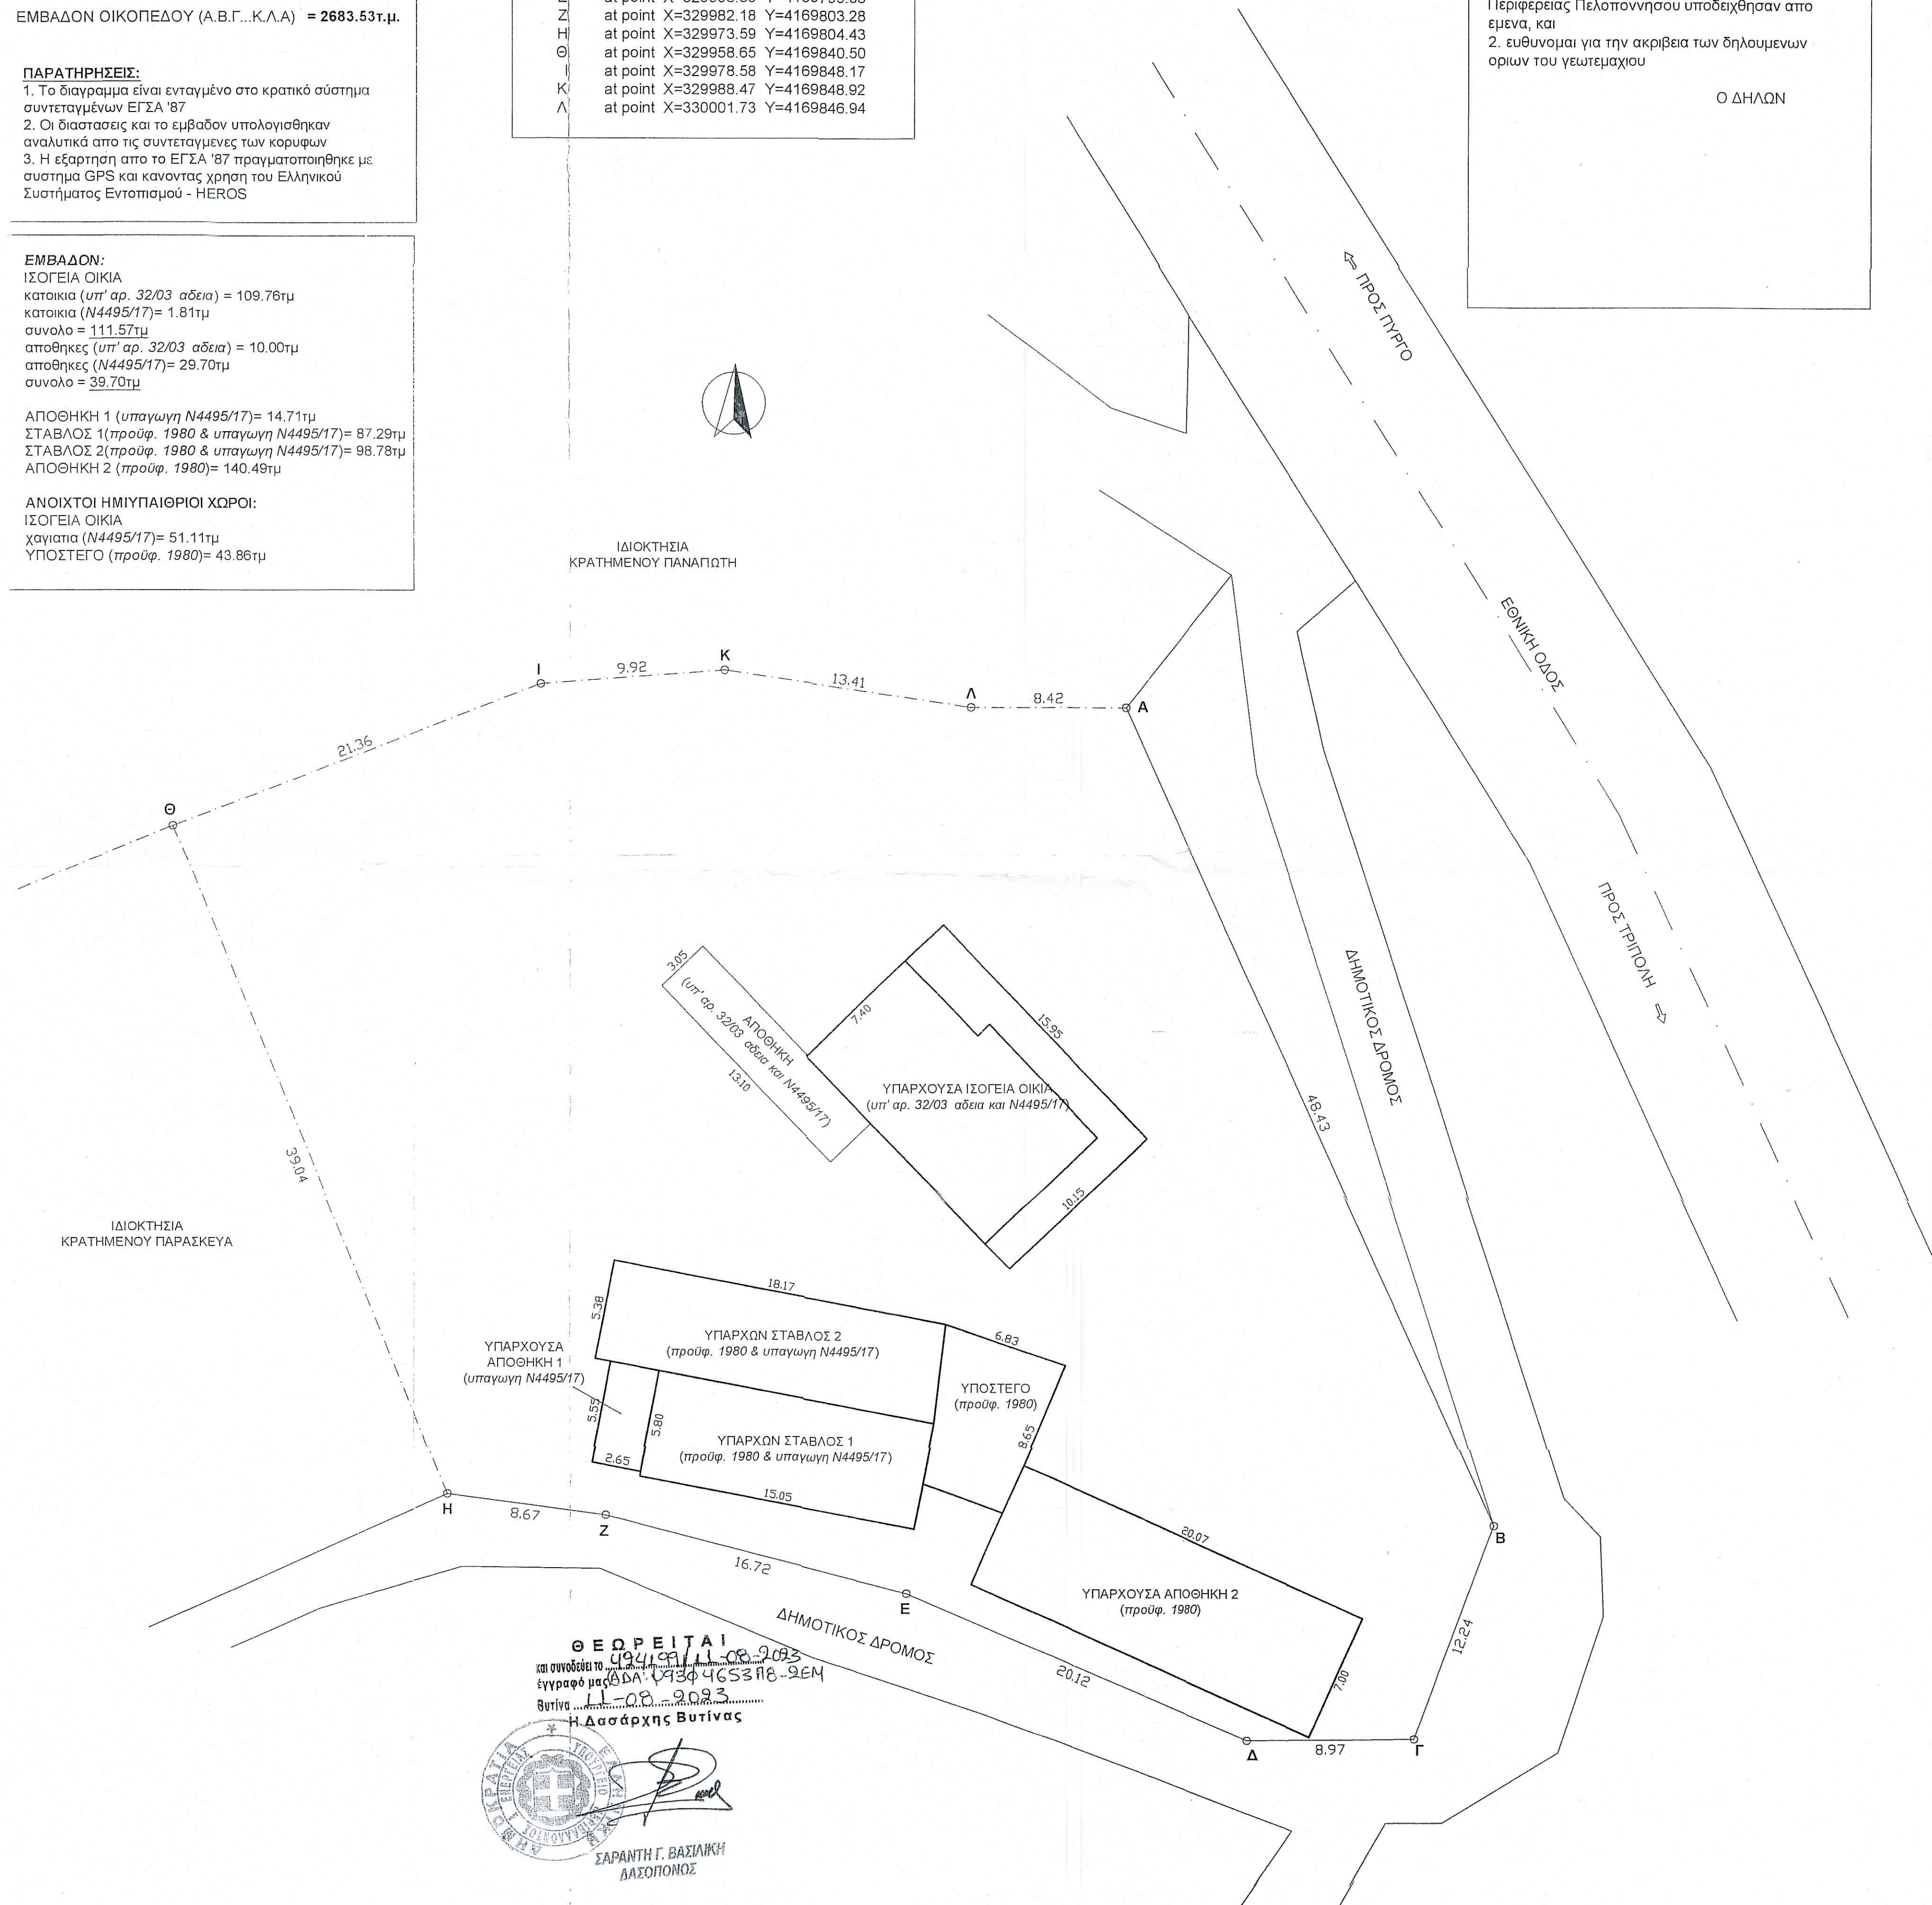 ΕΜΒΑΔΟΝ ΟΙΚΟΠΕΔΟΥ (Α.Β.Γ...Κ.Λ.Α) = 2683.53τ.μ.
ΠΑΡΑΤΗΡΗΣΕΙΣ:
1. Το διαγραμμα είναι ενταγμένο στο κρατικό σύστημα
συντεταγμένων ΕΓΣΑ '87
2. Οι διαστασεις και το εμβαδον υπολογισθηκαν
αναλυτικά απο τις συντεταγμενες των κορυφων
3. Η εξαρτηση απο το ΕΓΣΑ '87 πραγματοποιηθηκε με
συστημα GPS και κανοντας χρηση του Ελληνικού
Συστήματος Εντοπισμού - HEROS
Ζ at point X=329982.18 Y=4169803.28
Η at point X=329973.59 Y=4169804.43
Θ at point X=329958.65 Y=4169840.50
Ι at point X=329978.58 Y=4169848.17
Κ at point X=329988.47 Y=4169848.92
Λ at point X=330001.73 Y=4169846.94
Περιφερειας Πελοποννησου υποδειχθησαν απο
εμενα, και
2. ευθυνομαι για την ακριβεια των δηλουμενων
οριων του γεωτεμαχιου
Ο ΔΗΛΩΝ
ΕΜΒΑΔΟΝ:
ΙΣΟΓΕΙΑ ΟΙΚΙΑ
κατοικια (υπ' αρ. 32/03 αδεια) = 109.76τμ
κατοικια (Ν4495/17)= 1.81τμ
συνολο = 111.57τμ
αποθηκες (υπ' αρ. 32/03 αδεια) = 10.00τμ
αποθηκες (Ν4495/17)= 29.70τμ
συνολο = 39.70τμ
ΑΠΟΘΗΚΗ 1 (υπαγωγη Ν4495/17)= 14.71τμ
ΣΤΑΒΛΟΣ 1(προϋφ. 1980 & υπαγωγη Ν4495/17)= 87.29τμ
ΣΤΑΒΛΟΣ 2(προϋφ. 1980 & υπαγωγη Ν4495/17)= 98.78τμ
ΑΠΟΘΗΚΗ 2 (προϋφ. 1980)= 140.49τμ
ΑΝΟΙΧΤΟΙ ΗΜΙΥΠΑΙΘΡΙΟΙ ΧΩΡΟΙ:
ΙΣΟΓΕΙΑ ΟΙΚΙΑ
χαγιατια (Ν4495/17)= 51.11τμ
ΥΠΟΣΤΕΓΟ (προϋφ. 1980)= 43.86τμ
ΠΡΟΣ ΠΥΡΓΟ
ΙΔΙΟΚΤΗΣΙΑ
ΚΡΑΤΗΜΕΝΟΥ ΠΑΝΑΓΙΩΤΗ
ΕΘΝΙΚΗ ΟΔΟΣ
Ι
9.92
Κ
13.41
Λ
8.42
Α
21.36
Θ
ΠΡΟΣ ΤΡΙΠΟΛΗ
ΔΗΜΟΤΙΚΟΣ ΔΡΟΜΟΣ
3.05
ΑΠΟΘΗΚΗ
(υπ' αρ. 32/03 αδεια και Ν4495/17)
13.10
7.40
15.95
ΥΠΑΡΧΟΥΣΑ ΙΣΟΓΕΙΑ ΟΙΚΙΑ
(υπ' αρ. 32/03 αδεια και Ν4495/17)
10.15
48.43
39.04
ΙΔΙΟΚΤΗΣΙΑ
ΚΡΑΤΗΜΕΝΟΥ ΠΑΡΑΣΚΕΥΑ
18.17
5.38
ΥΠΑΡΧΩΝ ΣΤΑΒΛΟΣ 2
(προϋφ. 1980 & υπαγωγη Ν4495/17)
6.83
ΥΠΑΡΧΟΥΣΑ
ΑΠΟΘΗΚΗ 1
(υπαγωγη Ν4495/17)
ΥΠΟΣΤΕΓΟ
(προϋφ. 1980)
5.55
5.80
8.65
ΥΠΑΡΧΩΝ ΣΤΑΒΛΟΣ 1
(προϋφ. 1980 & υπαγωγη Ν4495/17)
2.65
15.05
Η
8.67
Ζ
16.72
Ε
20.07
Β
ΥΠΑΡΧΟΥΣΑ ΑΠΟΘΗΚΗ 2
(προϋφ. 1980)
12.24
7.00
ΔΗΜΟΤΙΚΟΣ ΔΡΟΜΟΣ
20.12
Δ
8.97
Γ
ΘΕΩΡΕΙΤΑΙ
και συνοδεύει το 424199/11-08-2023
έγγραφό μας
Βυτίνα 11-08-2023
Η Δασάρχης Βυτίνας
ΣΑΡΑΝΤΗ Γ. ΒΑΣΙΛΙΚΗ
ΔΑΣΟΠΟΝΟΣ